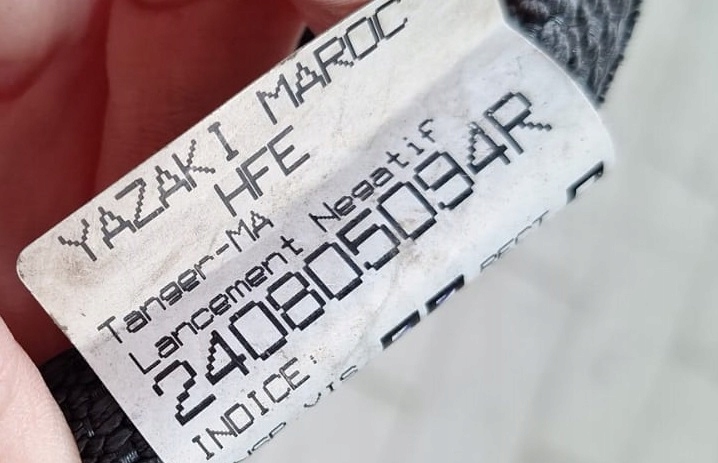 YAZAKI MAROC
HFE
Tanger-MA
Lancement Negatif
240805094R
INDICE: